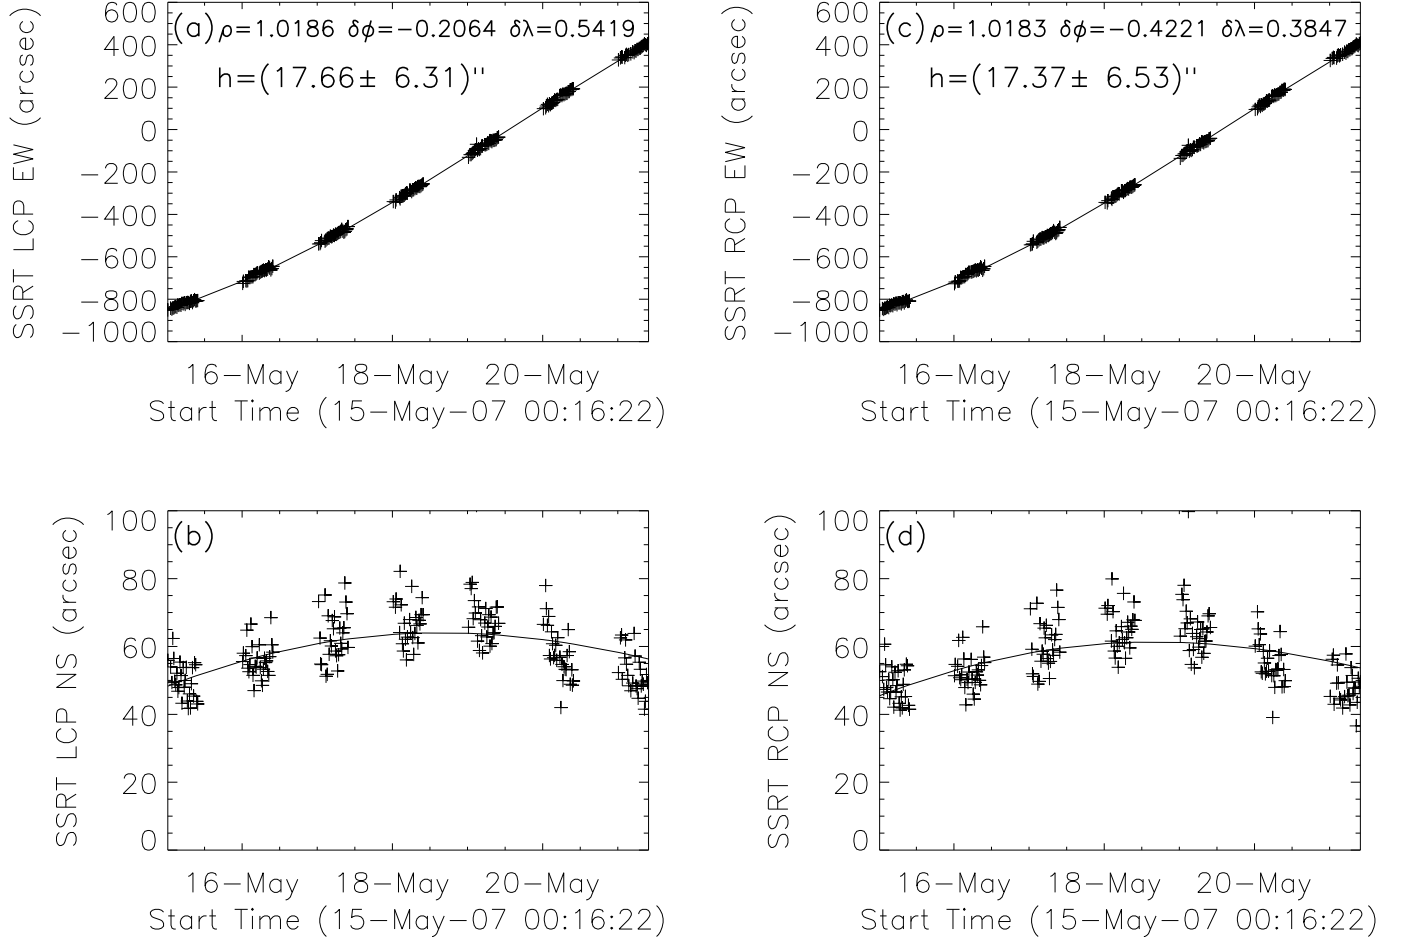 (a) ρ=1.0186 δϕ=−0.2064 δλ=0.5419
h=(17.66± 6.31)''
SSRT LCP EW (arcsec)
600
400
200
0
−200
−400
−600
−800
−1000
16−May 18−May 20−May
Start Time (15−May−07 00:16:22)
(c) ρ=1.0183 δϕ=−0.4221 δλ=0.3847
h=(17.37± 6.53)''
SSRT RCP EW (arcsec)
600
400
200
0
−200
−400
−600
−800
−1000
16−May 18−May 20−May
Start Time (15−May−07 00:16:22)
(b)
SSRT LCP NS (arcsec)
100
80
60
40
20
0
16−May 18−May 20−May
Start Time (15−May−07 00:16:22)
(d)
SSRT RCP NS (arcsec)
100
80
60
40
20
0
16−May 18−May 20−May
Start Time (15−May−07 00:16:22)